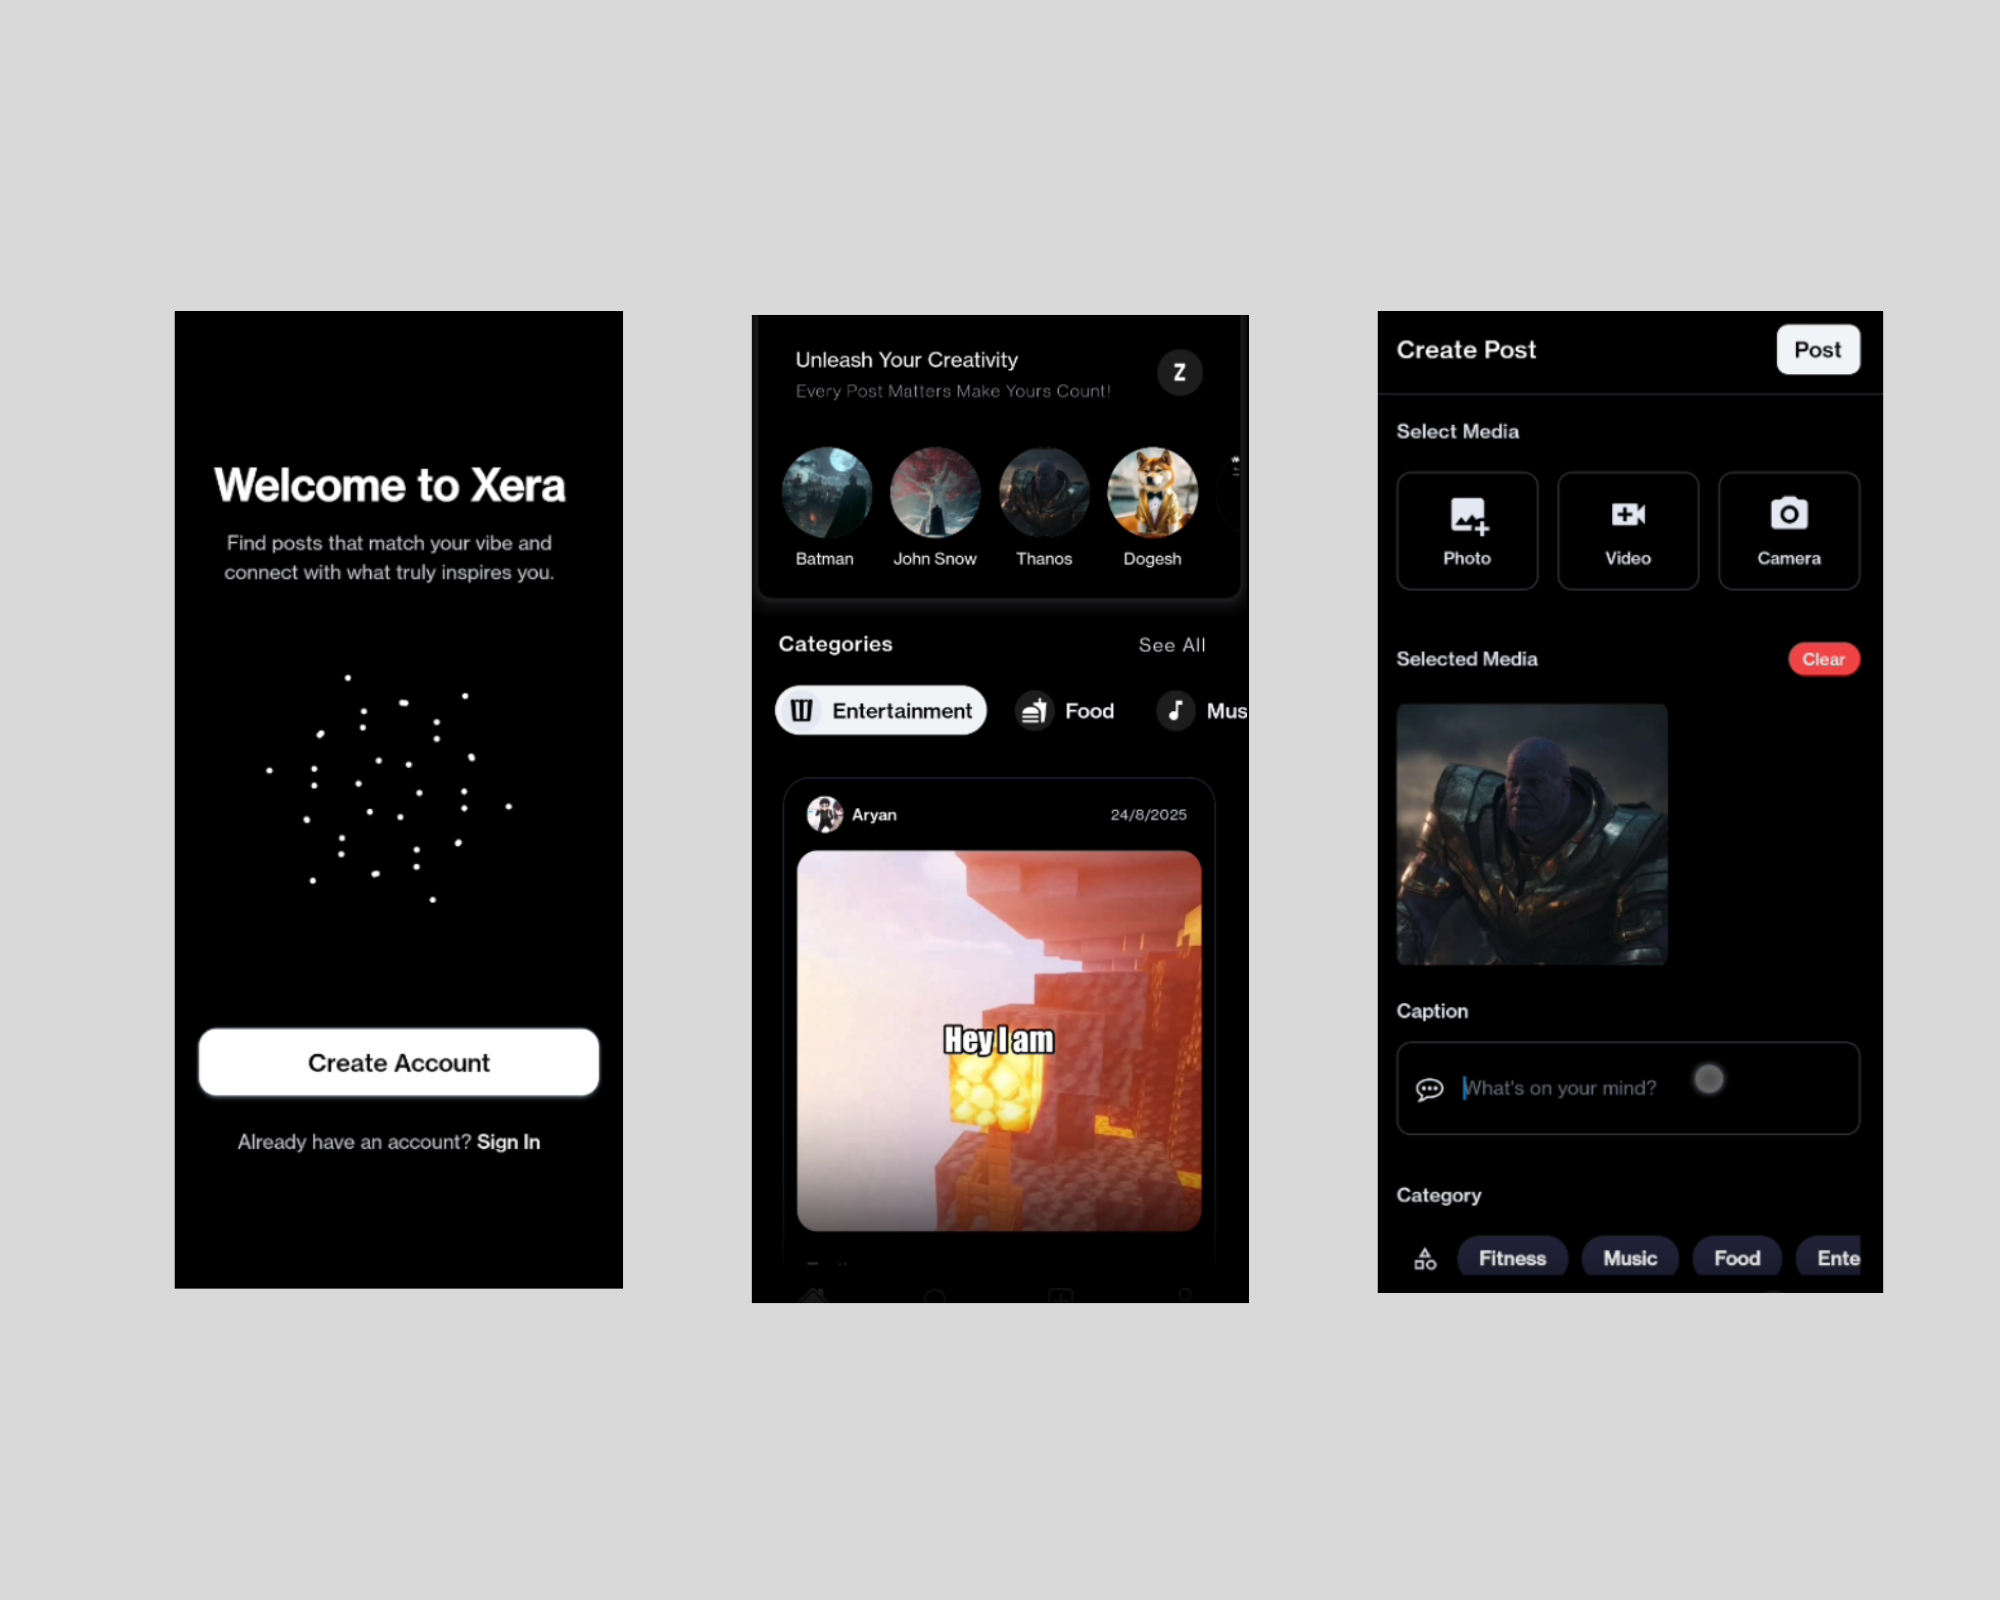 Welcome to Xera
Find posts that match your vibe and
connect with what truly inspires you.
Create Account
Already have an account? Sign In
Unleash Your Creativity
Every Post Matters Make Yours Count!
Z
Batman
John Snow
Thanos
Dogesh
Categories
See All
Entertainment
Food
Mus
Aryan
24/8/2025
Hey I am
Create Post
Post
Select Media
Photo
Video
Camera
Selected Media
Clear
Caption
What's on your mind?
Category
Fitness
Music
Food
Ente